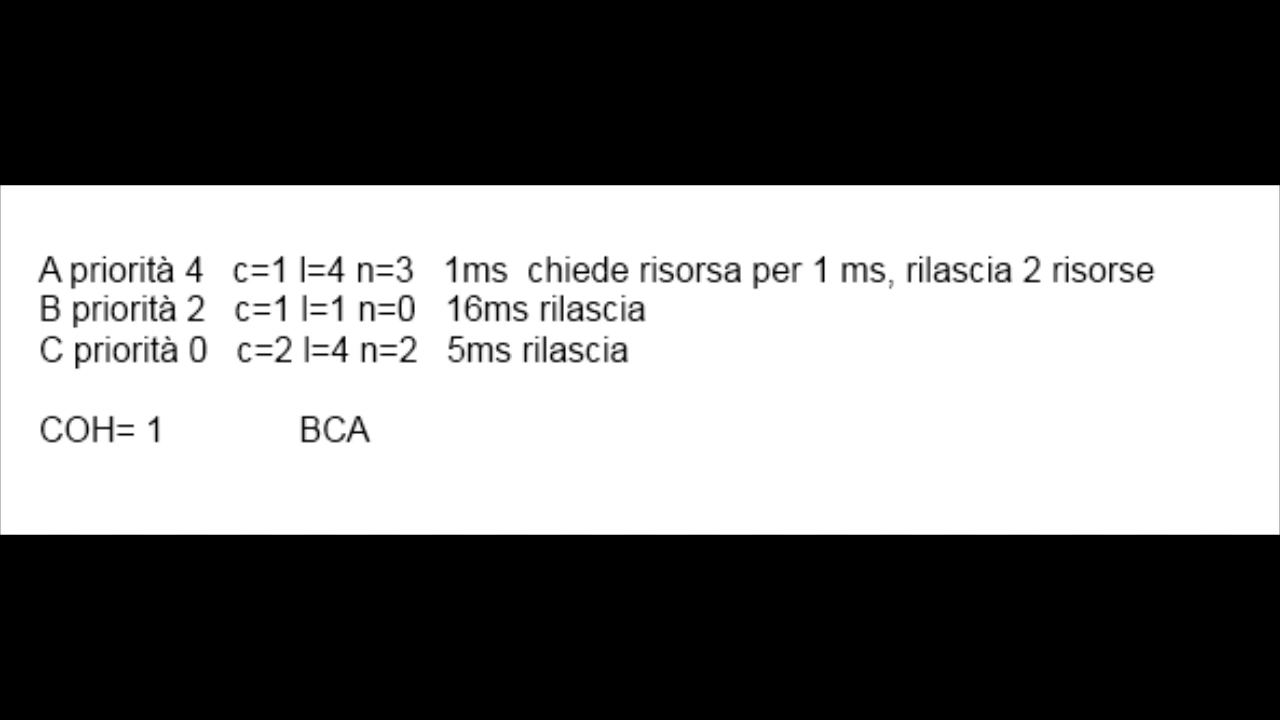 A priorità 4 c=1 l=4 n=3 1ms chiede risorsa per 1 ms, rilascia 2 risorse
B priorità 2 c=1 l=1 n=0 16ms rilascia
C priorità 0 c=2 l=4 n=2 5ms rilascia
COH= 1 BCA